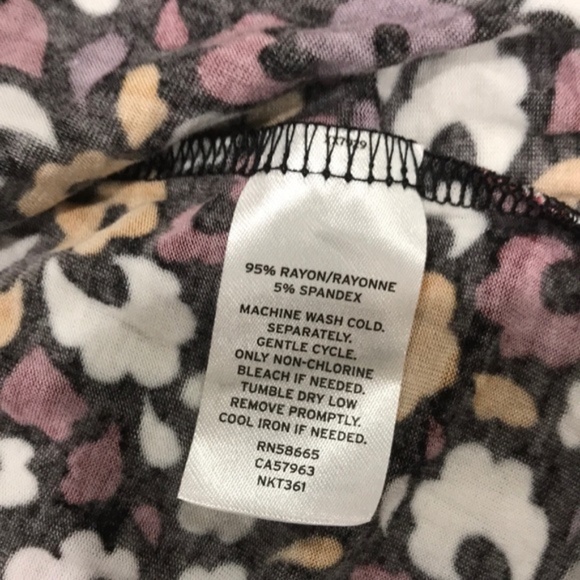 95% RAYON/RAYONNE
5% SPANDEX
MACHINE WASH COLD.
SEPARATELY.
GENTLE CYCLE.
ONLY NON-CHLORINE
BLEACH IF NEEDED.
TUMBLE DRY LOW
REMOVE PROMPTLY.
COOL IRON IF NEEDED.
RN58665
CA57963
NKT361